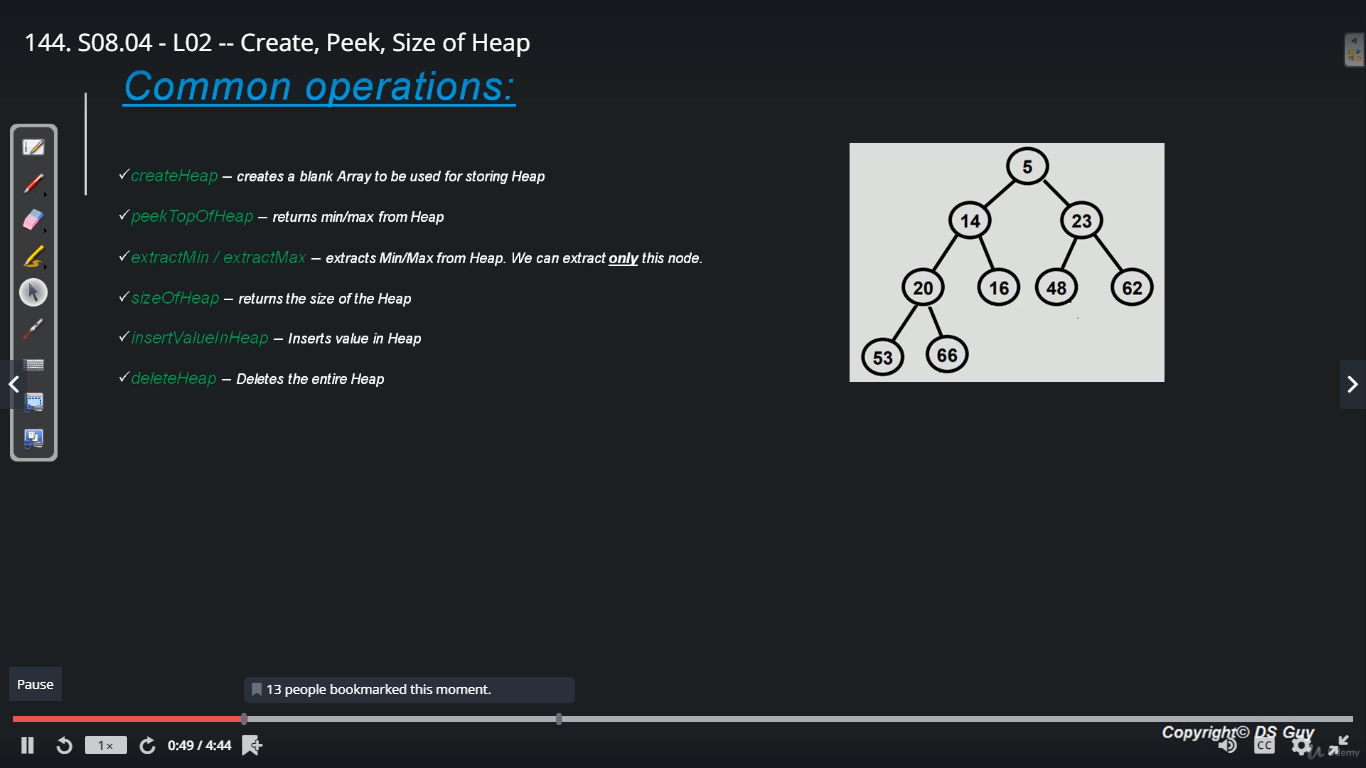 144. S08.04 - L02 -- Create, Peek, Size of Heap
Common operations:
✓createHeap – creates a blank Array to be used for storing Heap
✓peekTopOfHeap – returns min/max from Heap
✓extractMin / extractMax – extracts Min/Max from Heap. We can extract only this node.
✓sizeOfHeap – returns the size of the Heap
✓insertValueInHeap – Inserts value in Heap
✓deleteHeap – Deletes the entire Heap
5
14 23
20 16 48 62
53 66
Pause
13 people bookmarked this moment.
Copyright© DS Guy
1×
0:49 / 4:44
CC